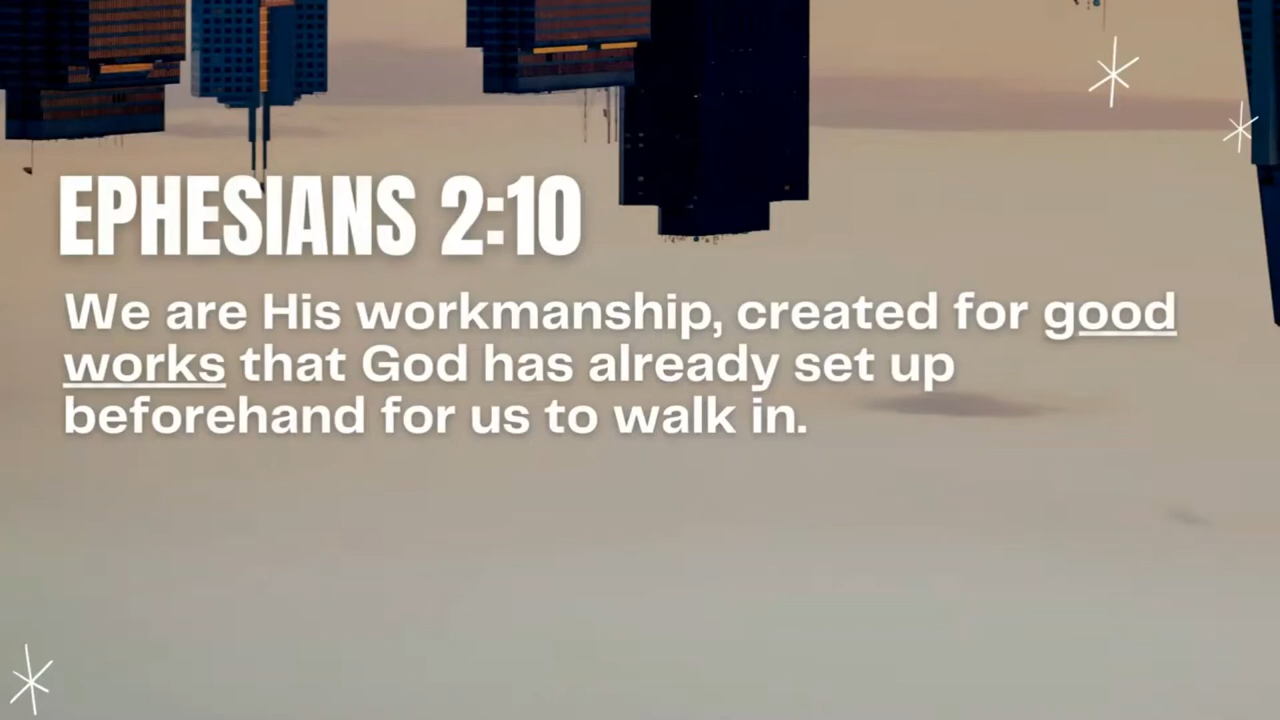 EPHESIANS 2:10
We are His workmanship, created for good
works that God has already set up
beforehand for us to walk in.